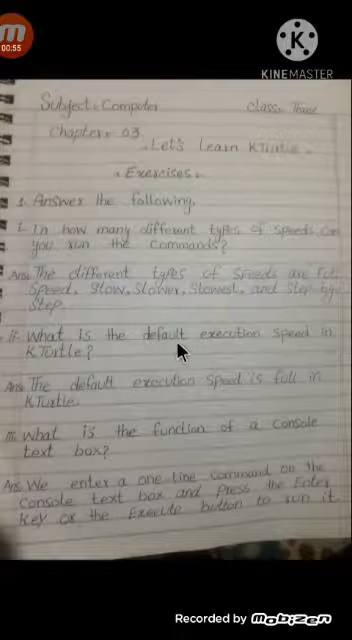 m
00:55
K
KINEMASTER
Subject:- Computer Class:- Three
Chapter:- 03
Let's Learn KTurtle.
Exercises.
1. Answer the following.
i. In how many different types of speeds can
you run the commands?
Ans. The different types of speeds are Full
Speed, Slow, Slower, Slowest, and Step by
Step.
ii. What is the default execution speed in
KTurtle?
Ans. The default execution speed is full in
KTurtle.
iii. What is the function of a console
text box?
Ans. We enter a one line command on the
console text box and press the Enter
Key or the Execute button to run it.
Recorded by mobizen